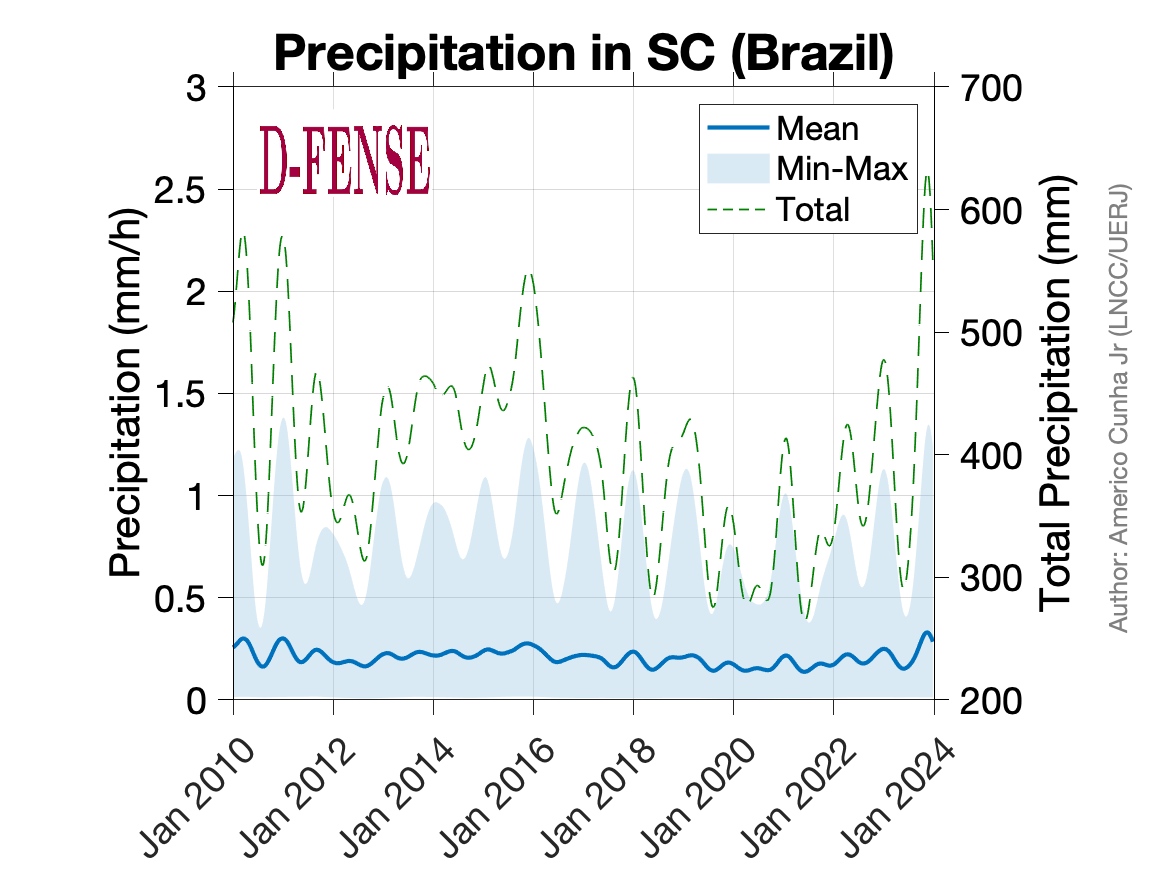 Precipitation in SC (Brazil)
D-FENSE
Mean
Min-Max
Total
Precipitation (mm/h)
3
2.5
2
1.5
1
0.5
0
700
600
500
400
300
200
Total Precipitation (mm)
Author: Americo Cunha Jr (LNCC/UERJ)
Jan 2010
Jan 2012
Jan 2014
Jan 2016
Jan 2018
Jan 2020
Jan 2022
Jan 2024